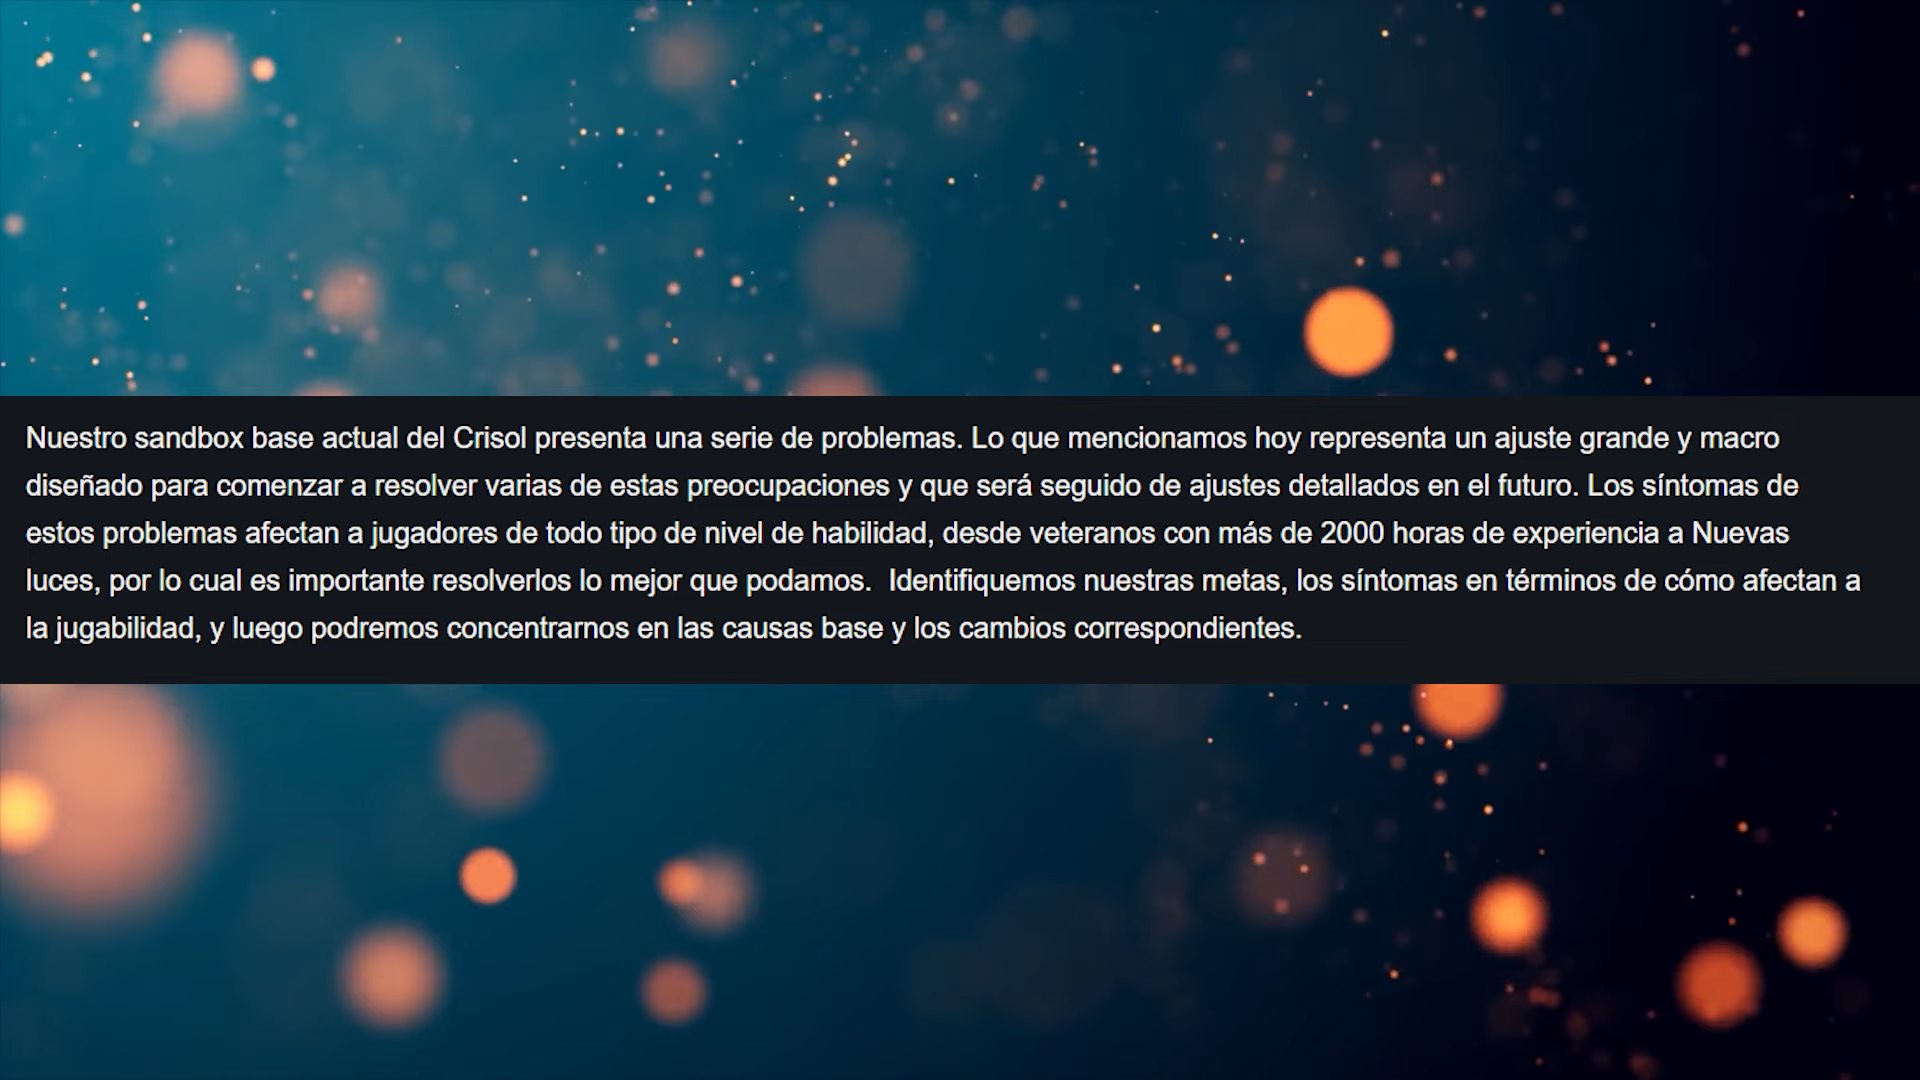 Nuestro sandbox base actual del Crisol presenta una serie de problemas. Lo que mencionamos hoy representa un ajuste grande y macro
diseñado para comenzar a resolver varias de estas preocupaciones y que será seguido de ajustes detallados en el futuro. Los síntomas de
estos problemas afectan a jugadores de todo tipo de nivel de habilidad, desde veteranos con más de 2000 horas de experiencia a Nuevas
luces, por lo cual es importante resolverlos lo mejor que podamos.  Identifiquemos nuestras metas, los síntomas en términos de cómo afectan a
la jugabilidad, y luego podremos concentrarnos en las causas base y los cambios correspondientes.